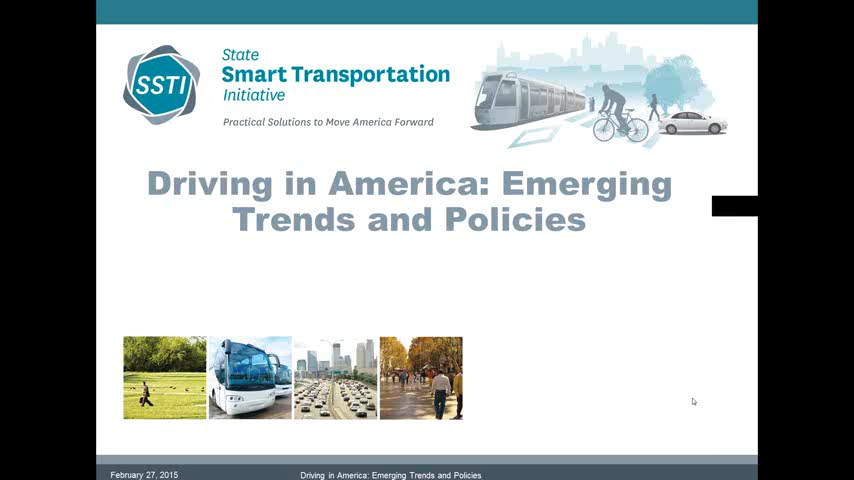 SSTI
State
Smart Transportation
Initiative
Practical Solutions to Move America Forward
Driving in America: Emerging
Trends and Policies
February 27, 2015
Driving in America: Emerging Trends and Policies